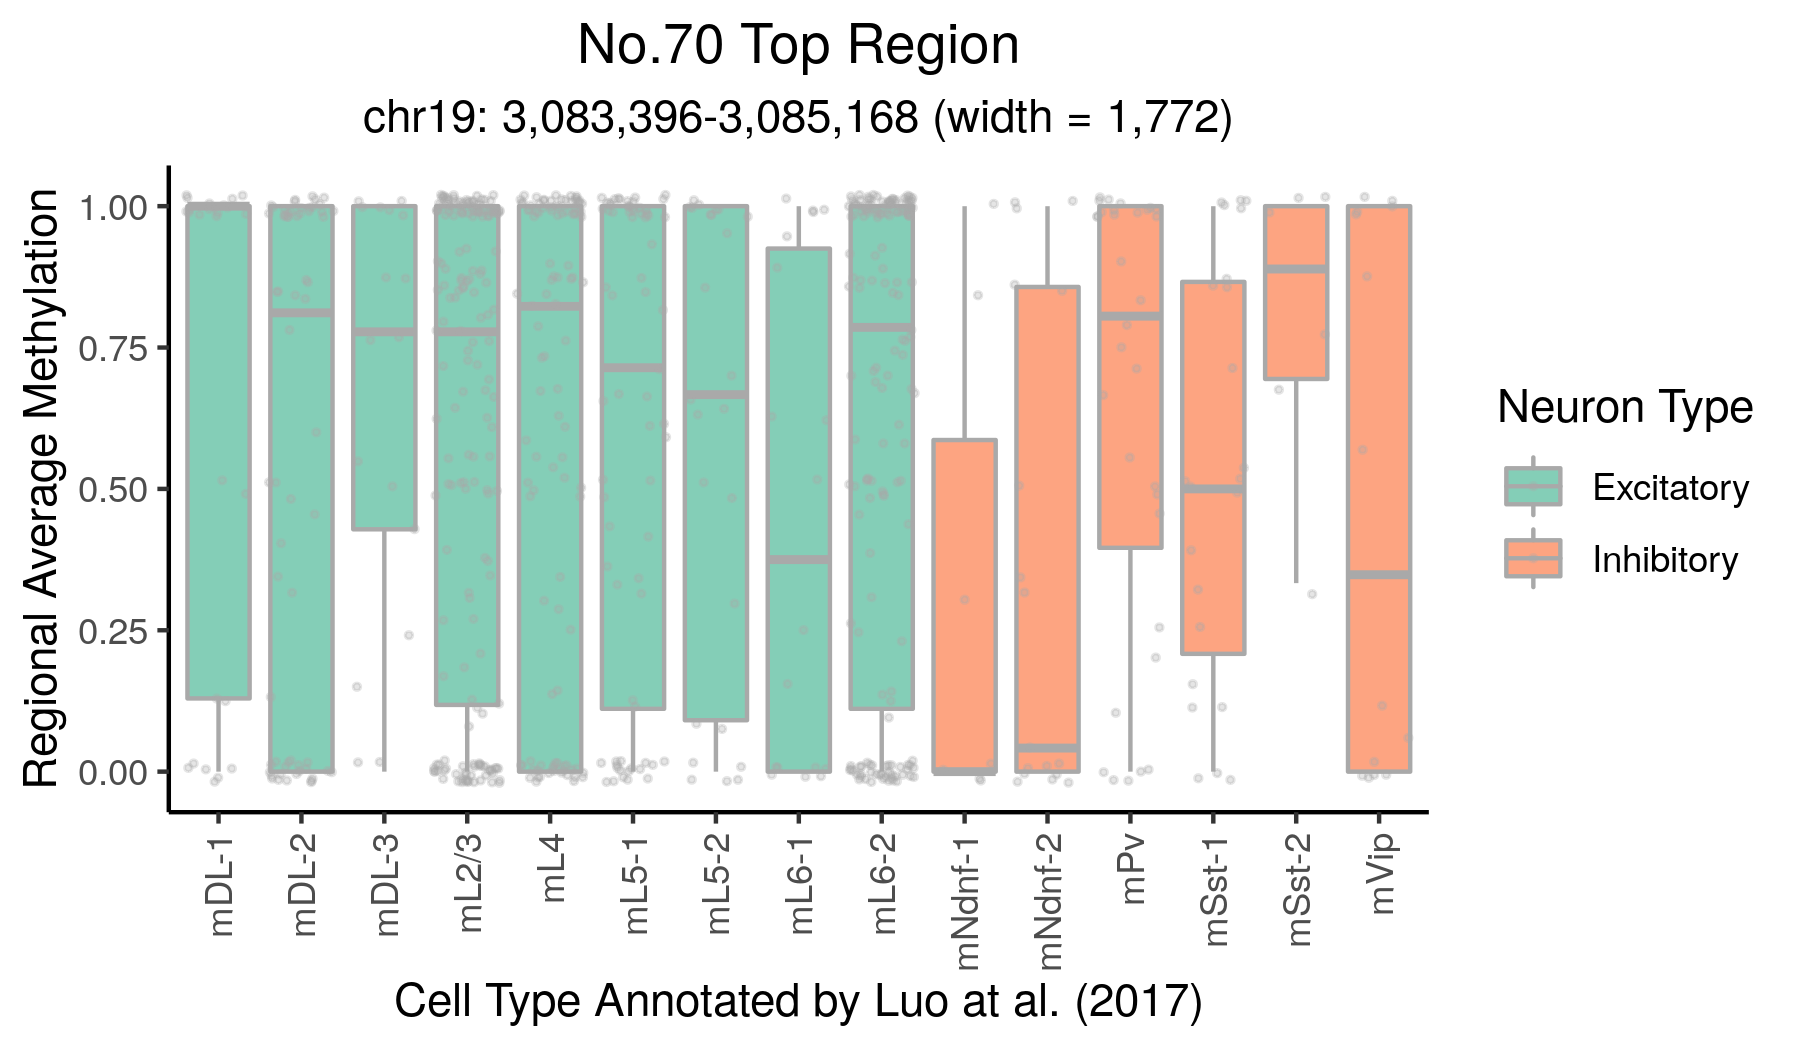 No.70 Top Region
chr19: 3,083,396-3,085,168 (width = 1,772)
Regional Average Methylation
1.00
0.75
0.50
0.25
0.00
mDL-1
mDL-2
mDL-3
mL2/3
mL4
mL5-1
mL5-2
mL6-1
mL6-2
mNdnf-1
mNdnf-2
mPv
mSst-1
mSst-2
mVip
Cell Type Annotated by Luo at al. (2017)
Neuron Type
Excitatory
Inhibitory